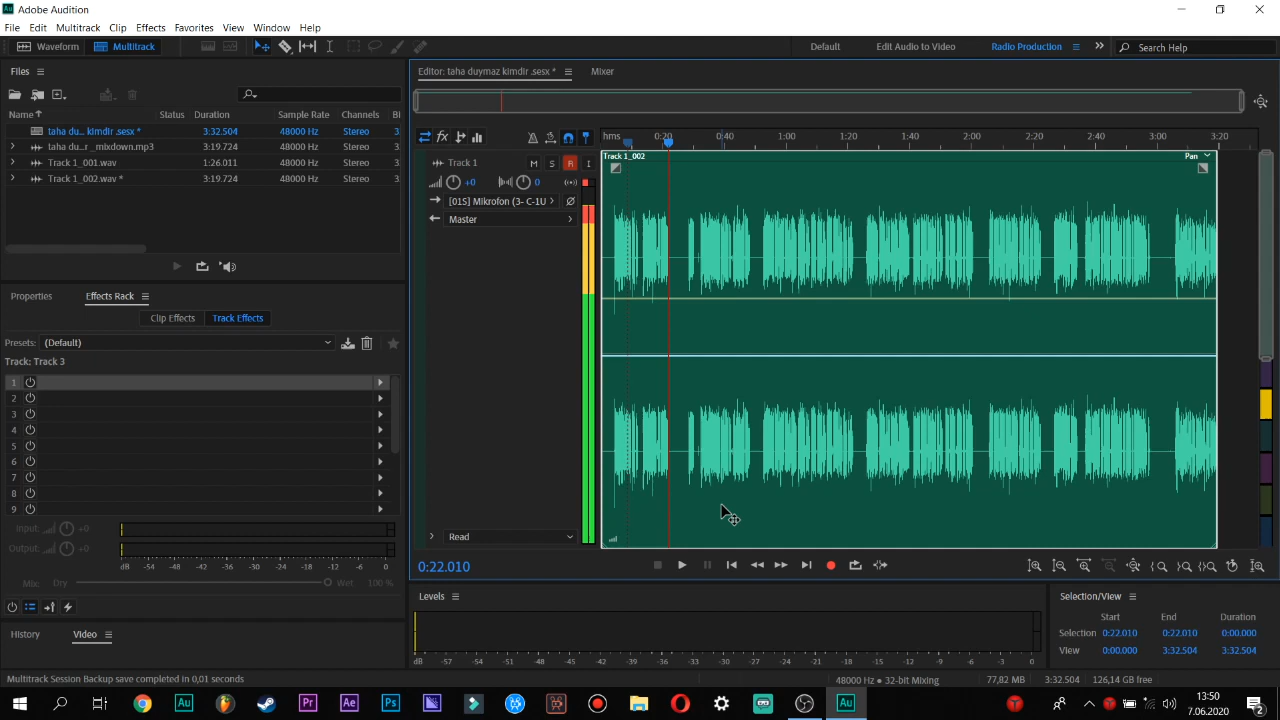 Adobe Audition
File Edit Multitrack Clip Effects Favorites View Window Help
Waveform Multitrack Default Edit Audio to Video Radio Production Search Help
Files
Editor: taha duymaz kimdir .sesx * Mixer
Name Status Duration Sample Rate Channels Bi
taha du... kimdir .sesx * 3:32.504 48000 Hz Stereo 3
taha du...r _mixdown.mp3 3:19.724 48000 Hz Stereo 3
Track 1_001.wav 1:26.011 48000 Hz Stereo 3
Track 1_002.wav * 3:19.724 48000 Hz Stereo 3
hms 0:20 0:40 1:00 1:20 1:40 2:00 2:20 2:40 3:00 3:20
Track 1 M S R I
Track 1_002 Pan
+0 0
[01S] Mikrofon (3- C-1U
Master
Read
Properties Effects Rack
Clip Effects Track Effects
Presets: (Default)
Track: Track 3
1
2
3
4
5
6
7
8
9
Input: +0
Output: +0
dB -54 -48 -42 -36 -30 -24 -18 -12 -6 0
Mix: Dry Wet 100 %
0:22.010
History Video
Levels
dB -57 -54 -51 -48 -45 -42 -39 -36 -33 -30 -27 -24 -21 -18 -15 -12 -9 -6 -3 0
Selection/View
Start End Duration
Selection 0:22.010 0:22.010 0:00.000
View 0:00.000 3:32.504 3:32.504
Multitrack Session Backup save completed in 0,01 seconds 48000 Hz • 32-bit Mixing 77,82 MB 3:32.504 126,14 GB free
Au Pr Ae Ps Au
13:50
7.06.2020
2